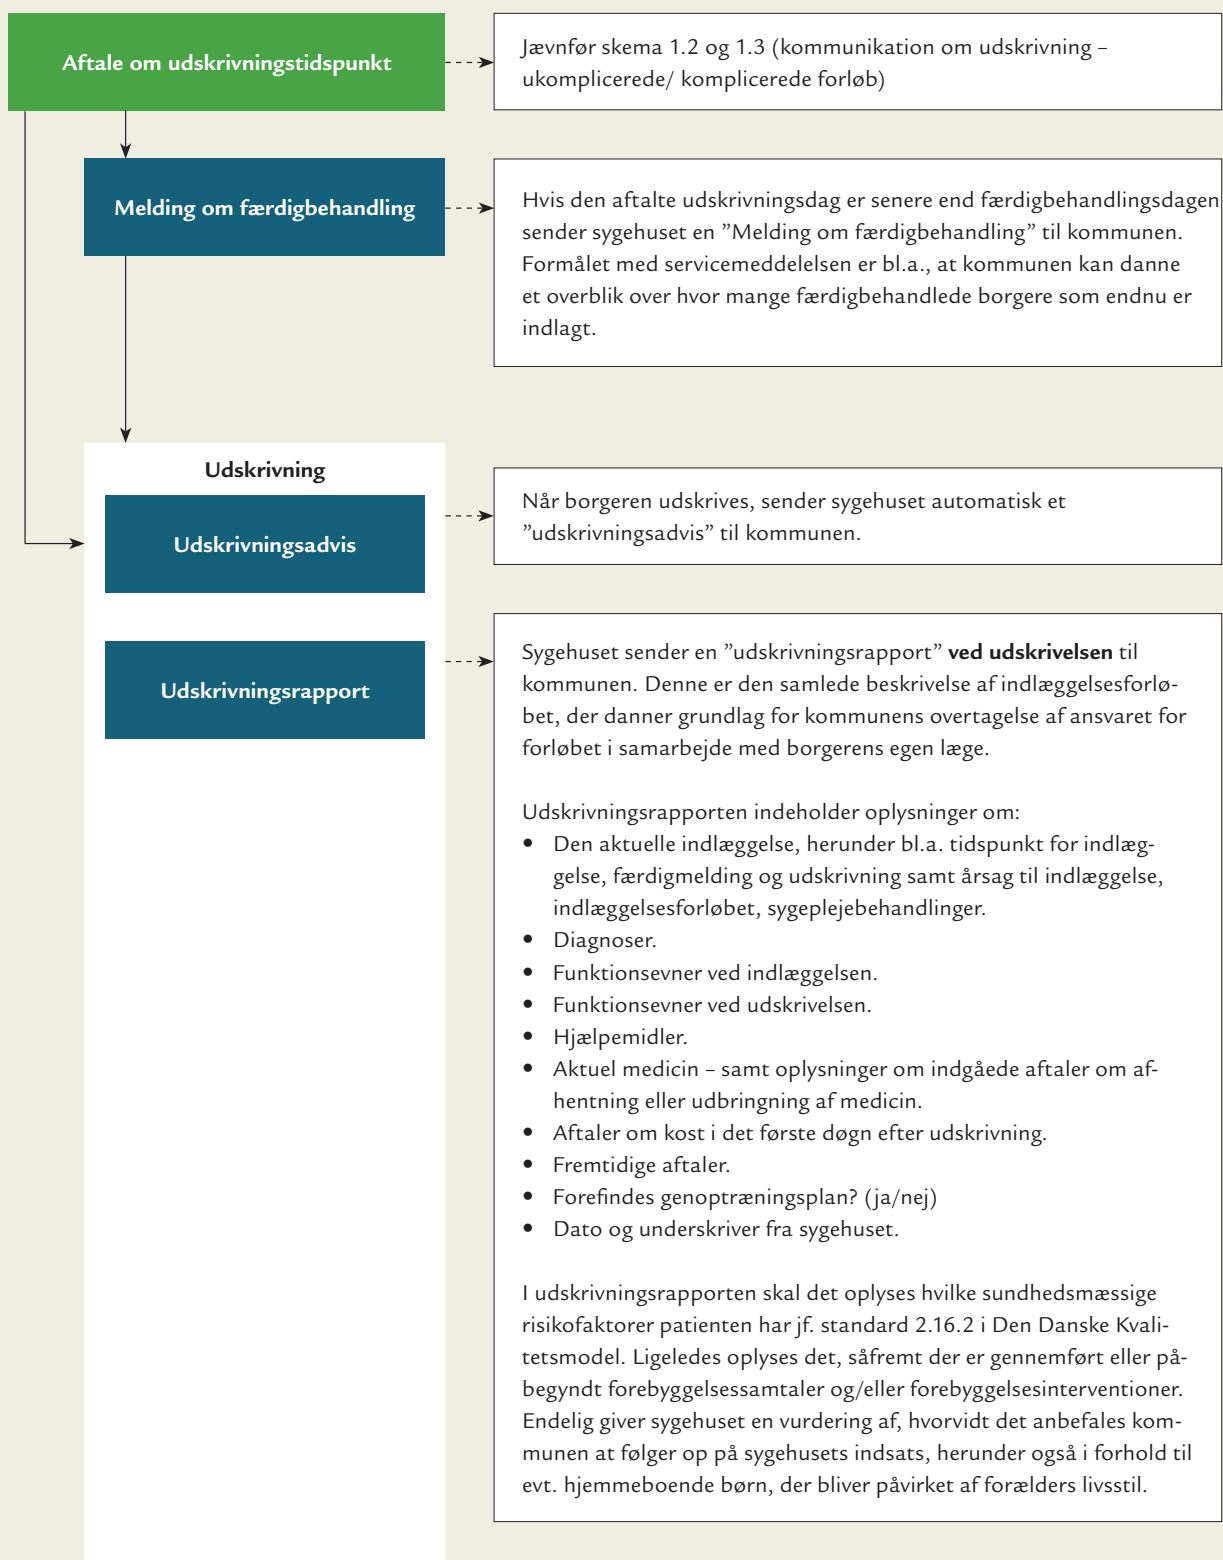 Aftale om udskrivningstidspunkt
Jævnfør skema 1.2 og 1.3 (kommunikation om udskrivning –
ukomplicerede/ komplicerede forløb)
Melding om færdigbehandling
Hvis den aftalte udskrivningsdag er senere end færdigbehandlingsdagen
sender sygehuset en ”Melding om færdigbehandling” til kommunen.
Formålet med servicemeddelelsen er bl.a., at kommunen kan danne
et overblik over hvor mange færdigbehandlede borgere som endnu er
indlagt.
Udskrivning
Udskrivningsadvis
Når borgeren udskrives, sender sygehuset automatisk et
”udskrivningsadvis” til kommunen.
Udskrivningsrapport
Sygehuset sender en ”udskrivningsrapport” ved udskrivelsen til
kommunen. Denne er den samlede beskrivelse af indlæggelsesforlø-
bet, der danner grundlag for kommunens overtagelse af ansvaret for
forløbet i samarbejde med borgerens egen læge.
Udskrivningsrapporten indeholder oplysninger om:
• Den aktuelle indlæggelse, herunder bl.a. tidspunkt for indlæg-
gelse, færdigmelding og udskrivning samt årsag til indlæggelse,
indlæggelsesforløbet, sygeplejebehandlinger.
• Diagnoser.
• Funktionsevner ved indlæggelsen.
• Funktionsevner ved udskrivelsen.
• Hjælpemidler.
• Aktuel medicin – samt oplysninger om indgåede aftaler om af-
hentning eller udbringning af medicin.
• Aftaler om kost i det første døgn efter udskrivning.
• Fremtidige aftaler.
• Forefindes genoptræningsplan? (ja/nej)
• Dato og underskriver fra sygehuset.
I udskrivningsrapporten skal det oplyses hvilke sundhedsmæssige
risikofaktorer patienten har jf. standard 2.16.2 i Den Danske Kvali-
tetsmodel. Ligeledes oplyses det, såfremt der er gennemført eller på-
begyndt forebyggelsessamtaler og/eller forebyggelsesinterventioner.
Endelig giver sygehuset en vurdering af, hvorvidt det anbefales kom-
munen at følger op på sygehusets indsats, herunder også i forhold til
evt. hjemmeboende børn, der bliver påvirket af forælders livsstil.